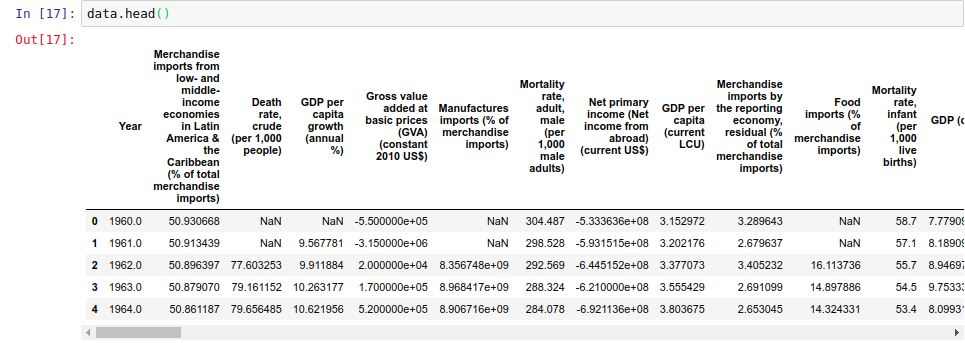 In [17]: data.head()
Out[17]:
Year
Merchandise
imports from
low- and
middle-
income
economies
in Latin
America &
the
Caribbean
(% of total
merchandise
imports)
Death
rate,
crude
(per 1,000
people)
GDP per
capita
growth
(annual
%)
Gross value
added at
basic prices
(GVA)
(constant
2010 US$)
Manufactures
imports (% of
merchandise
imports)
Mortality
rate,
adult,
male
(per
1,000
male
adults)
Net primary
income (Net
income from
abroad)
(current US$)
GDP per
capita
(current
LCU)
Merchandise
imports by
the reporting
economy,
residual (%
of total
merchandise
imports)
Food
imports (%
of
merchandise
imports)
Mortality
rate,
infant
(per
1,000
live
births)
GDP (c
0 1960.0 50.930668 NaN NaN -5.500000e+05 NaN 304.487 -5.333636e+08 3.152972 3.289643 NaN 58.7 7.77909
1 1961.0 50.913439 NaN 9.567781 -3.150000e+06 NaN 298.528 -5.931515e+08 3.202176 2.679637 NaN 57.1 8.18909
2 1962.0 50.896397 77.603253 9.911884 2.000000e+04 8.356748e+09 292.569 -6.445152e+08 3.377073 3.405232 16.113736 55.7 8.94697
3 1963.0 50.879070 79.161152 10.263177 1.700000e+05 8.968417e+09 288.324 -6.210000e+08 3.555429 2.691099 14.897886 54.5 9.75333
4 1964.0 50.861187 79.656485 10.621956 5.200000e+05 8.906716e+09 284.078 -6.921136e+08 3.803675 2.653045 14.324331 53.4 8.0993